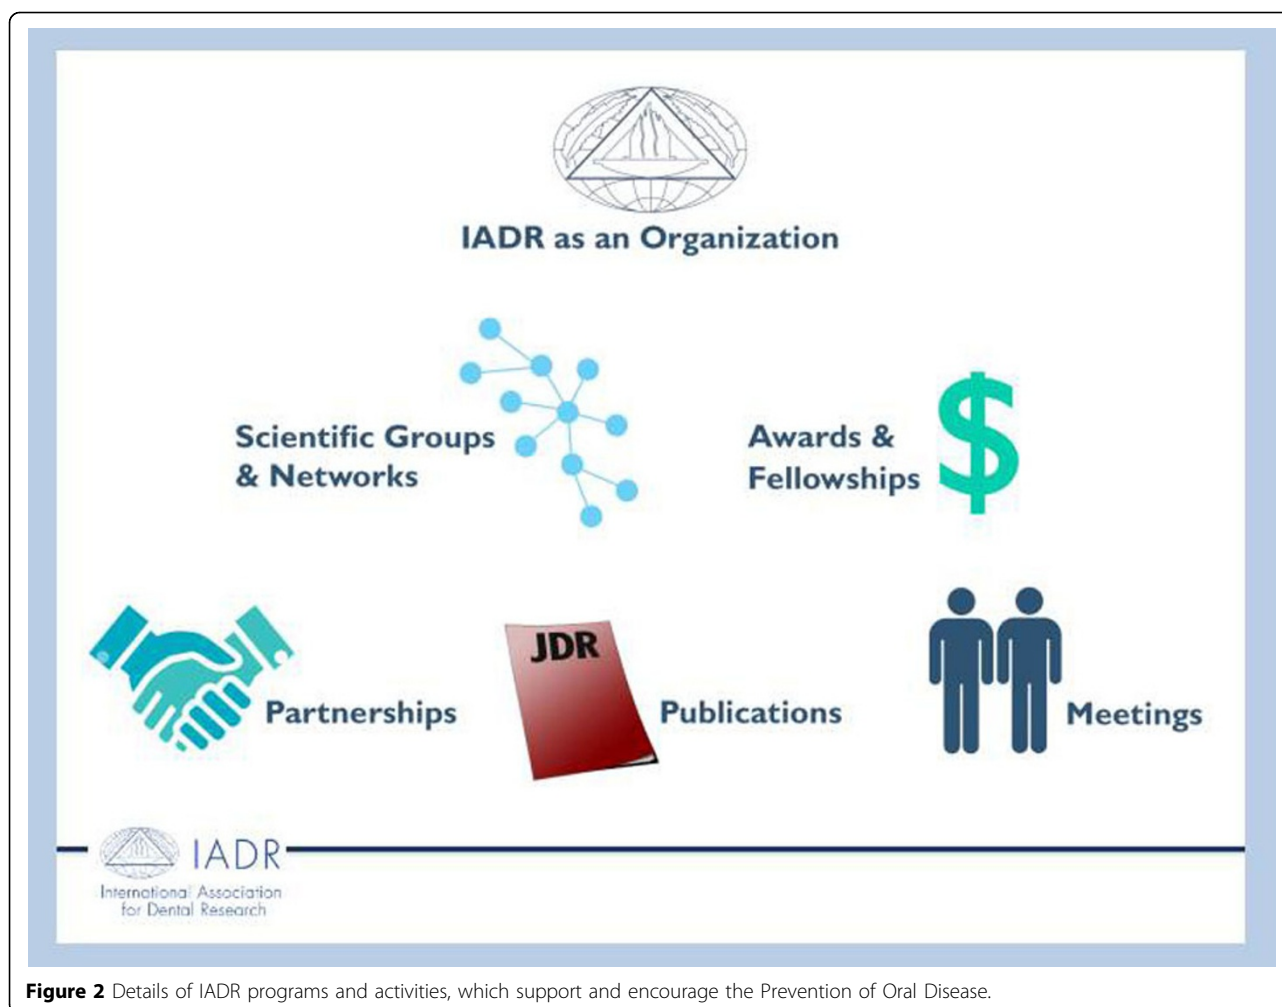 IADR as an Organization
Scientific Groups
& Networks
Awards &
Fellowships
JDR
Partnerships
Publications
Meetings
IADR
International Association
for Dental Research
Figure 2 Details of IADR programs and activities, which support and encourage the Prevention of Oral Disease.